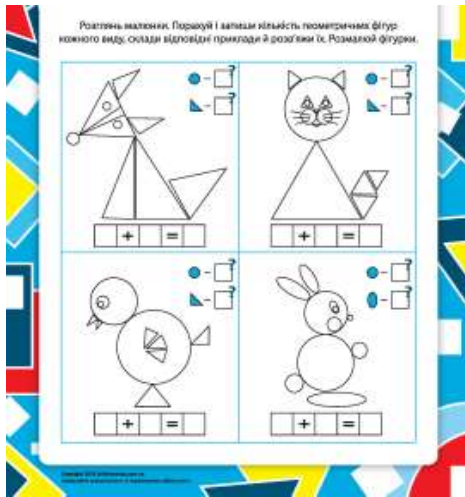 Розглянь малюнки. Порахуй і запиши кількість геометричних фігур
кожного виду, склади відповідні приклади й розв'яжи їх. Розмалюй фігурки.
- ? - ?
- ? - ?
+ = + =
- ? - ?
- ? - ?
+ = + =